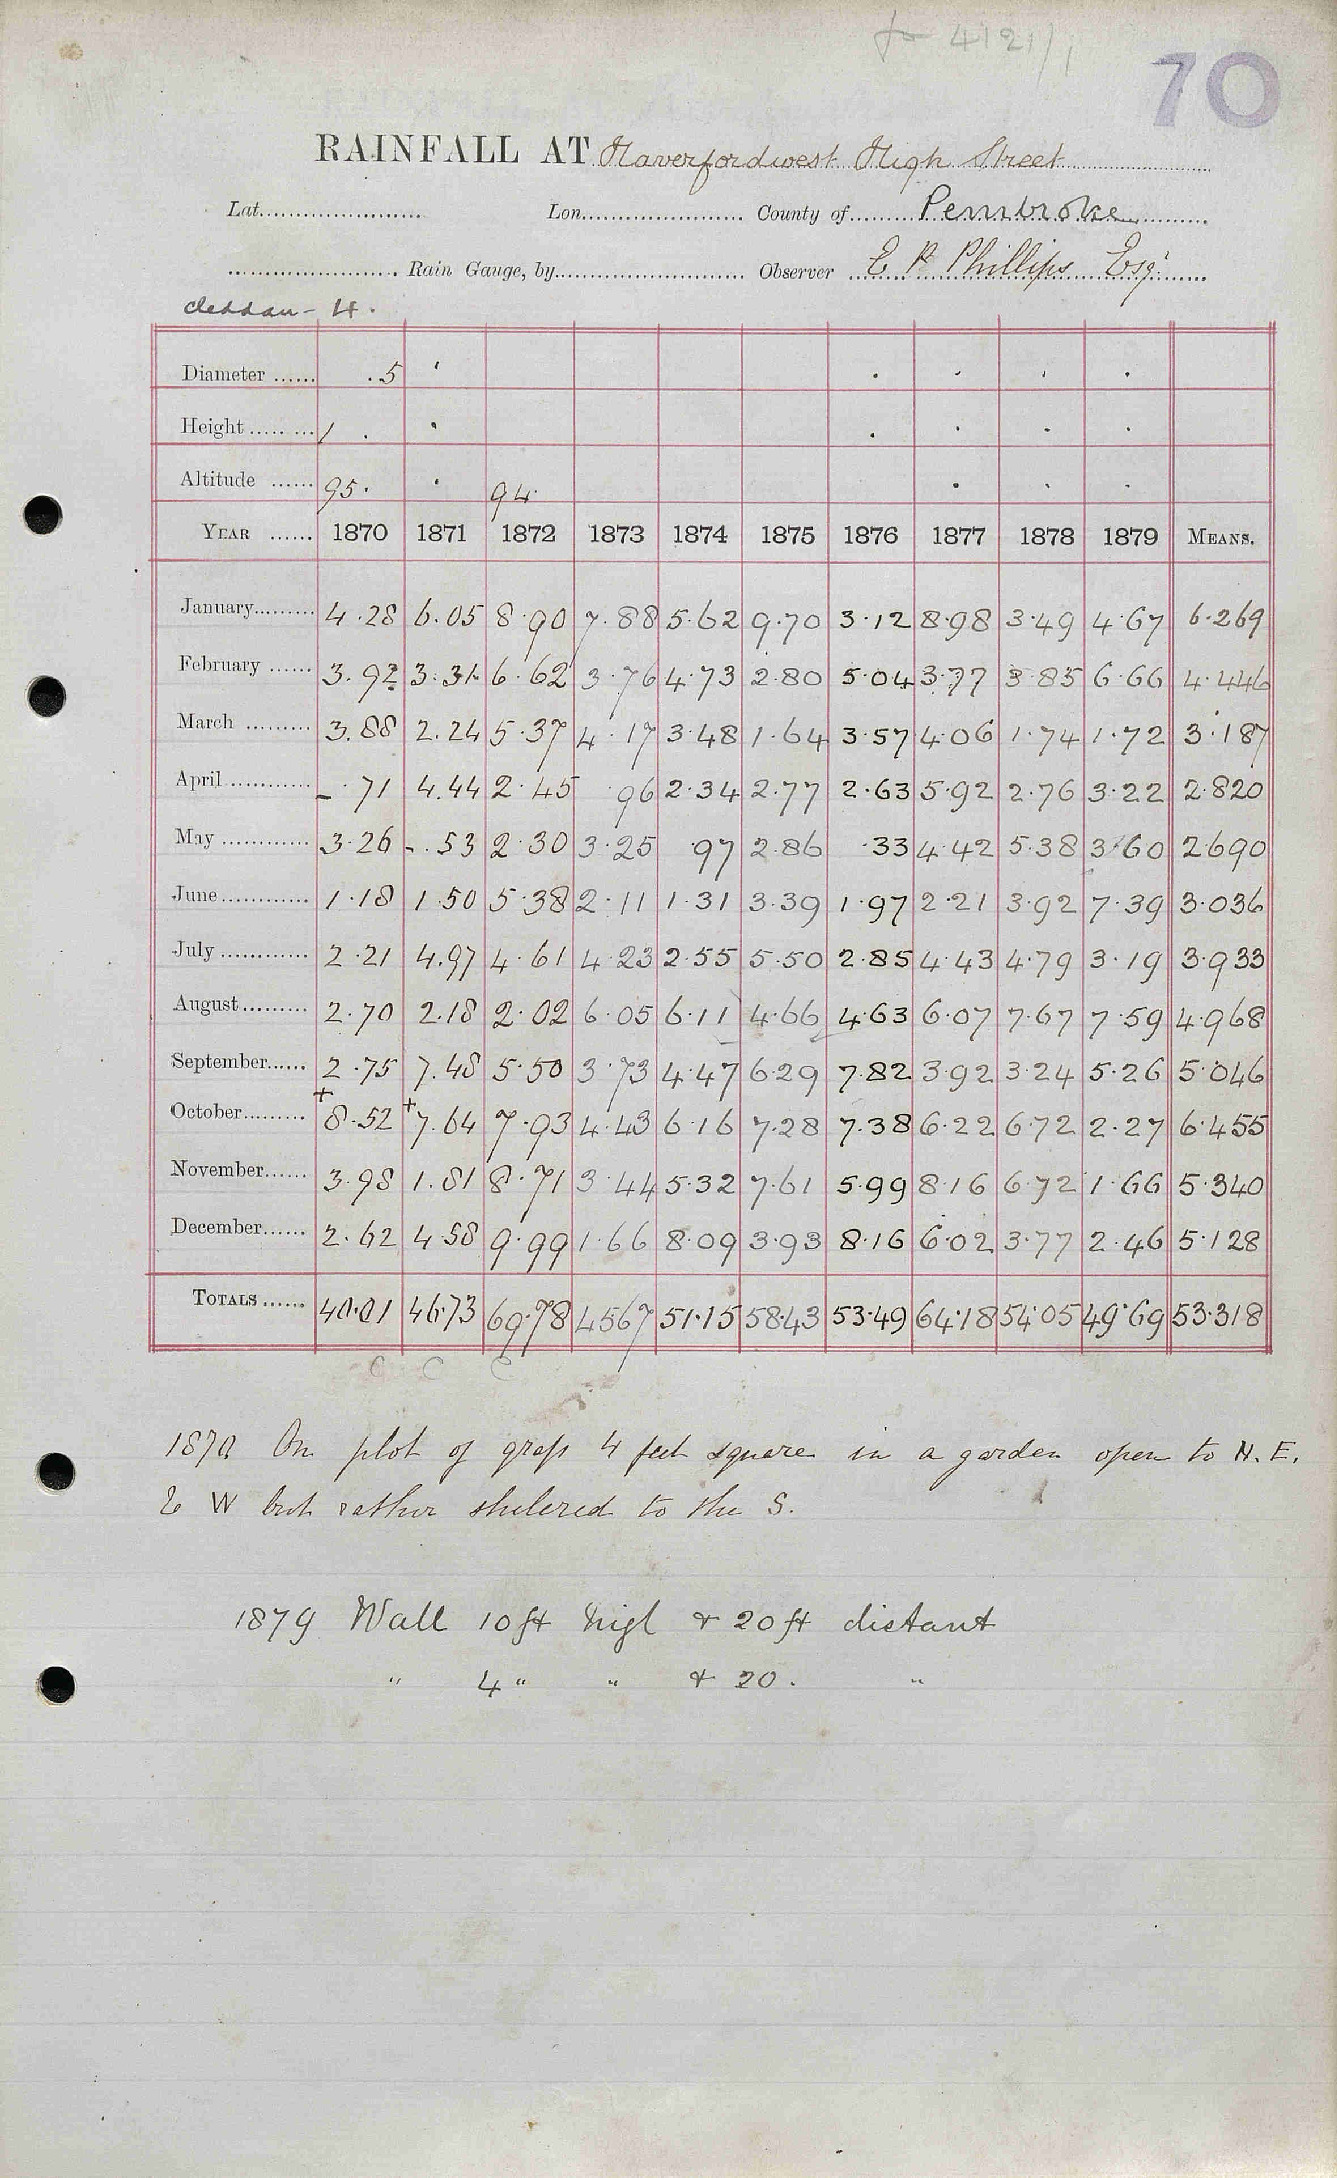 70
RAINFALL AT Haverfordwest High Street
Lat. Lon. County of Pembroke
Rain Gauge, by Observer E P Phillips Esqr
Cleddau - 4.
Diameter .5
Height 1 .
Altitude 95. 94.
YEAR 1870 1871 1872 1873 1874 1875 1876 1877 1878 1879 MEANS.
January 4.28 6.05 8.90 7.88 5.62 9.70 3.12 8.98 3.49 4.67 6.269
February 3.92 3.31 6.62 3.76 4.73 2.80 5.04 3.77 3.85 6.66 4.446
March 3.88 2.24 5.37 4.17 3.48 1.64 3.57 4.06 1.74 1.72 3.187
April - .71 4.44 2.45 .96 2.34 2.77 2.63 5.92 2.76 3.22 2.820
May 3.26 - .53 2.30 3.25 97 2.86 .33 4.42 5.38 3.60 2.690
June 1.18 1.50 5.38 2.11 1.31 3.39 1.97 2.21 3.92 7.39 3.036
July 2.21 4.97 4.61 4.23 2.55 5.50 2.85 4.43 4.79 3.19 3.933
August 2.70 2.18 2.02 6.05 6.11 4.66 4.63 6.07 7.67 7.59 4.968
September 2.75 7.48 5.50 3.73 4.47 6.29 7.82 3.92 3.24 5.26 5.046
October +8.52 +7.64 7.93 4.43 6.16 7.28 7.38 6.22 6.72 2.27 6.455
November 3.98 1.81 8.71 3.44 5.32 7.61 5.99 8.16 6.72 1.66 5.340
December 2.62 4.58 9.99 1.66 8.09 3.93 8.16 6.02 3.77 2.46 5.128
TOTALS 40.01 46.73 69.78 45.67 51.15 58.43 53.49 64.18 54.05 49.69 53.318
C C C
1870 On plot of grass 4 feet square in a garden open to N. E.
& W but rather sheltered to the S.
1879 Wall 10 ft high & 20 ft distant
" 4 " " & 20 . "